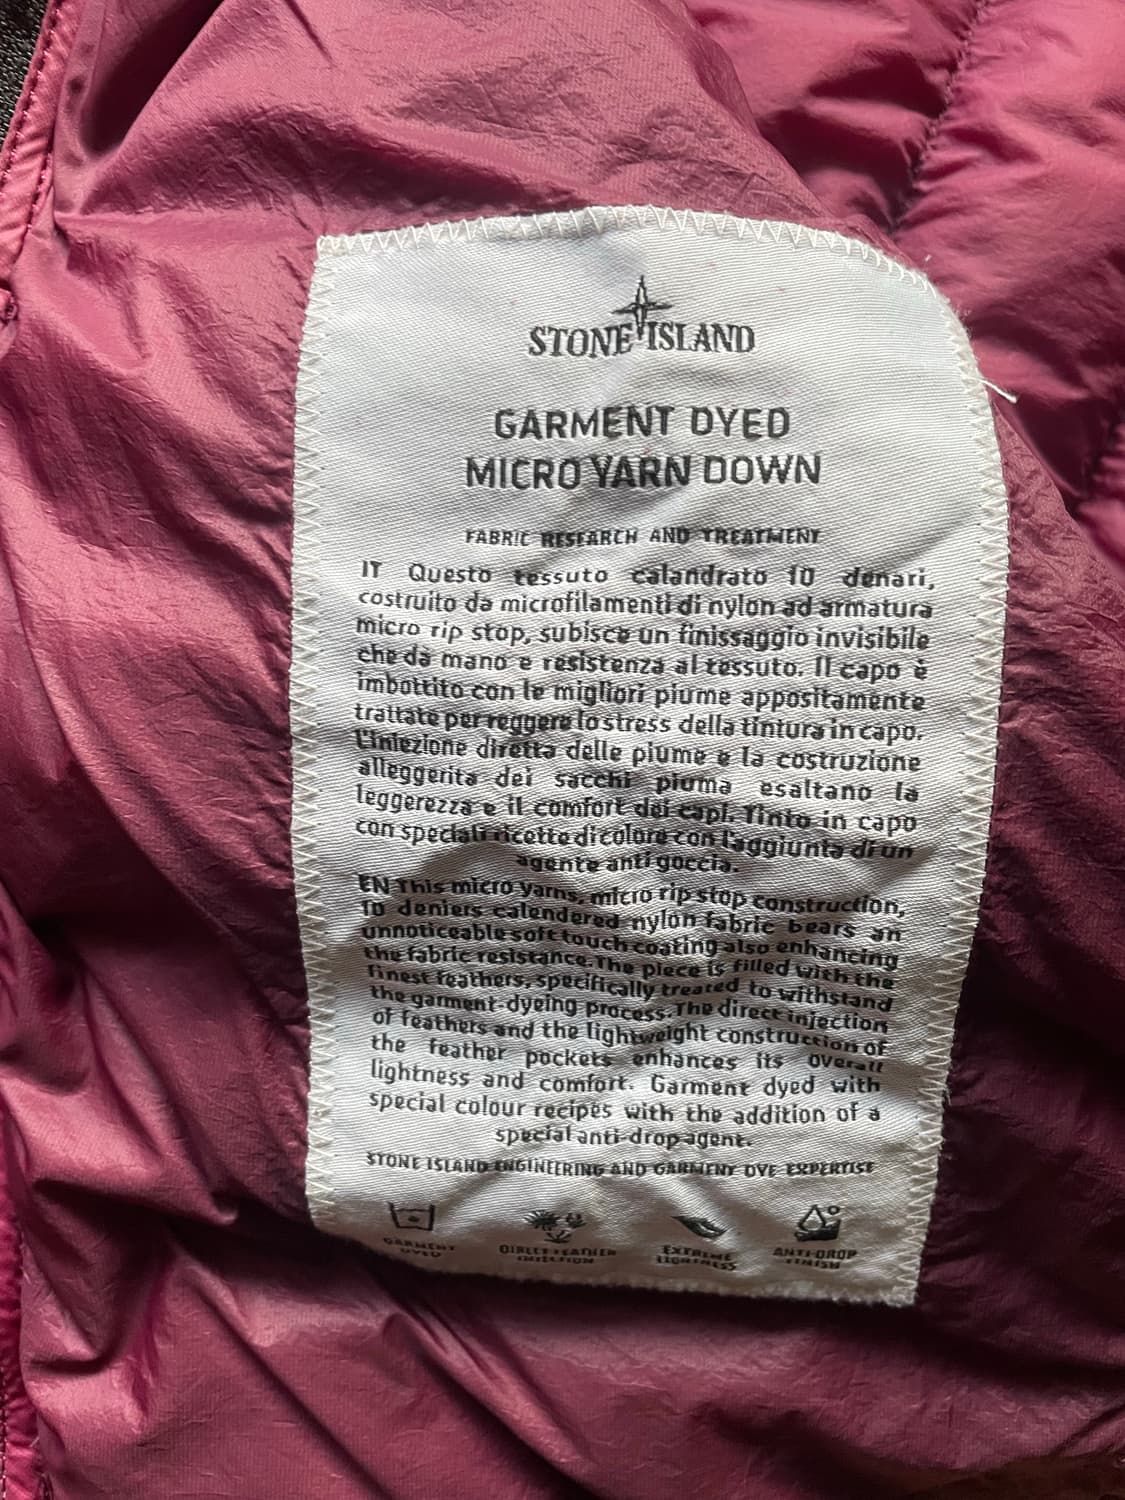 STONE ISLAND
GARMENT DYED
MICRO YARN DOWN
FABRIC RESEARCH AND TREATMENT
IT Questo tessuto calandrato 10 denari,
costruito da microfilamenti di nylon ad armatura
micro rip stop, subisce un finissaggio invisibile
che dà mano e resistenza al tessuto. Il capo è
imbottito con le migliori piume appositamente
trattate per reggere lo stress della tintura in capo.
L'iniezione diretta delle piume e la costruzione
alleggerita dei sacchi piuma esaltano la
leggerezza e il comfort dei capi. Tinto in capo
con speciali ricette di colore con l'aggiunta di un
agente anti goccia.
EN This micro yarns, micro rip stop construction,
10 deniers calendered nylon fabric bears an
unnoticeable soft touch coating also enhancing
the fabric resistance. The piece is filled with the
finest feathers, specifically treated to withstand
the garment-dyeing process. The direct injection
of feathers and the lightweight construction of
the feather pockets enhances its overall
lightness and comfort. Garment dyed with
special colour recipes with the addition of a
special anti-drop agent.
STONE ISLAND ENGINEERING AND GARMENT DYE EXPERTISE
GARMENT DIRECT FEATHER EXTREME ANTI-DROP
DYED INJECTION LIGHTNESS FINISH